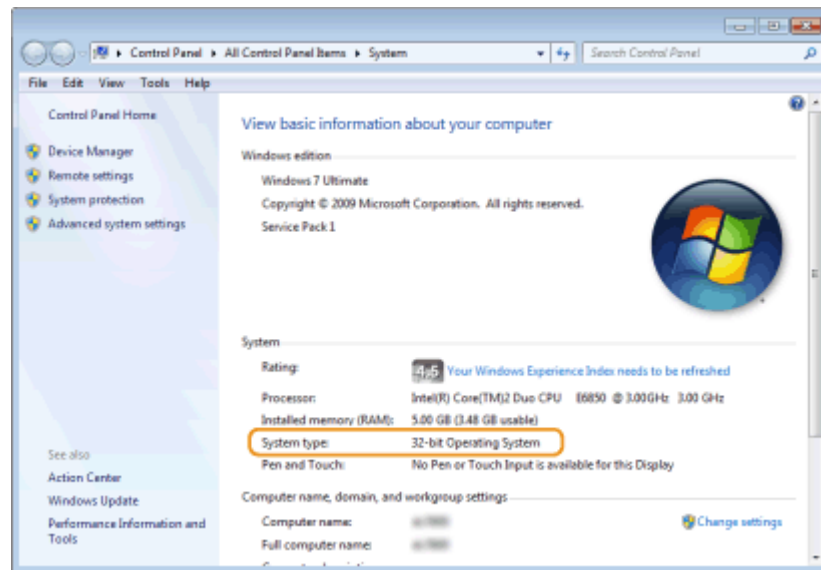 Control Panel ▸ All Control Panel Items ▸ System
Search Control Panel
File Edit View Tools Help
Control Panel Home
Device Manager
Remote settings
System protection
Advanced system settings
See also
Action Center
Windows Update
Performance Information and
Tools
View basic information about your computer
Windows edition
Windows 7 Ultimate
Copyright © 2009 Microsoft Corporation. All rights reserved.
Service Pack 1
System
Rating:
4.5 Your Windows Experience Index needs to be refreshed
Processor: Intel(R) Core(TM)2 Duo CPU E6850 @ 3.00GHz 3.00 GHz
Installed memory (RAM): 5.00 GB (3.48 GB usable)
System type: 32-bit Operating System
Pen and Touch: No Pen or Touch Input is available for this Display
Computer name, domain, and workgroup settings
Computer name:
Change settings
Full computer name: